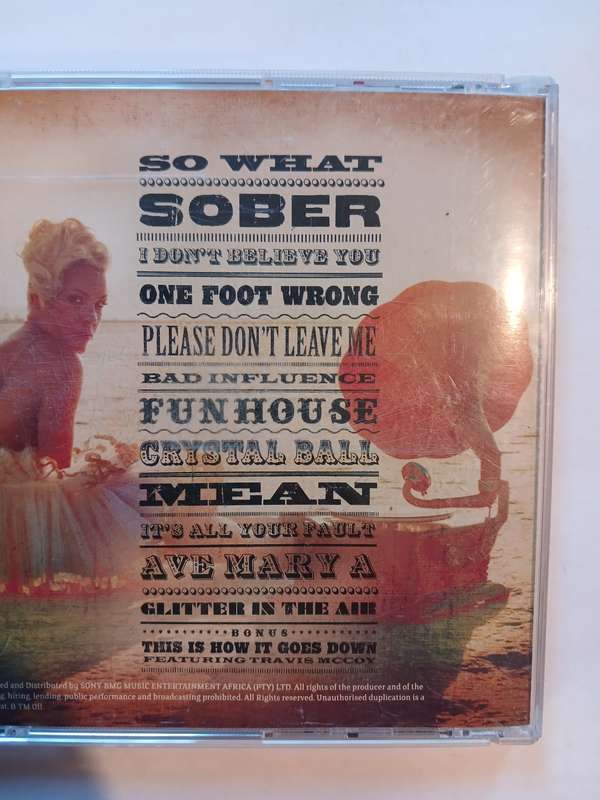 SO WHAT
SOBER
I DON'T BELIEVE YOU
ONE FOOT WRONG
PLEASE DON'T LEAVE ME
BAD INFLUENCE
FUNHOUSE
CRYSTAL BALL
MEAN
IT'S ALL YOUR FAULT
AVE MARY A
GLITTER IN THE AIR
BONUS
THIS IS HOW IT GOES DOWN
FEATURING TRAVIS MCCOY
ed and Distributed by SONY BMG MUSIC ENTERTAINMENT AFRICA (PTY) LTD. All rights of the producer and of the
g, hiring, lending, public performance and broadcasting prohibited. All Rights reserved. Unauthorised duplication is a